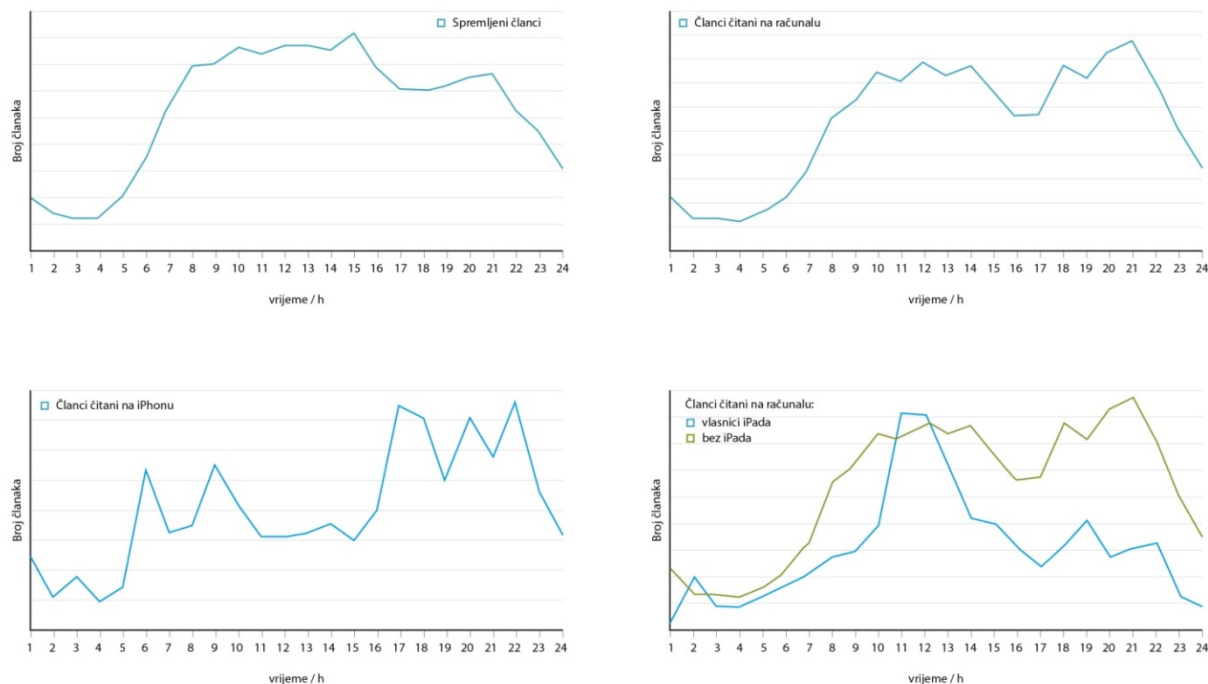 Spremljeni članci
Broj članaka
1 2 3 4 5 6 7 8 9 10 11 12 13 14 15 16 17 18 19 20 21 22 23 24
vrijeme / h
Članci čitani na računalu
Broj članaka
1 2 3 4 5 6 7 8 9 10 11 12 13 14 15 16 17 18 19 20 21 22 23 24
vrijeme / h
Članci čitani na iPhonu
Broj članaka
1 2 3 4 5 6 7 8 9 10 11 12 13 14 15 16 17 18 19 20 21 22 23 24
vrijeme / h
Članci čitani na računalu:
vlasnici iPada
bez iPada
Broj članaka
1 2 3 4 5 6 7 8 9 10 11 12 13 14 15 16 17 18 19 20 21 22 23 24
vrijeme / h